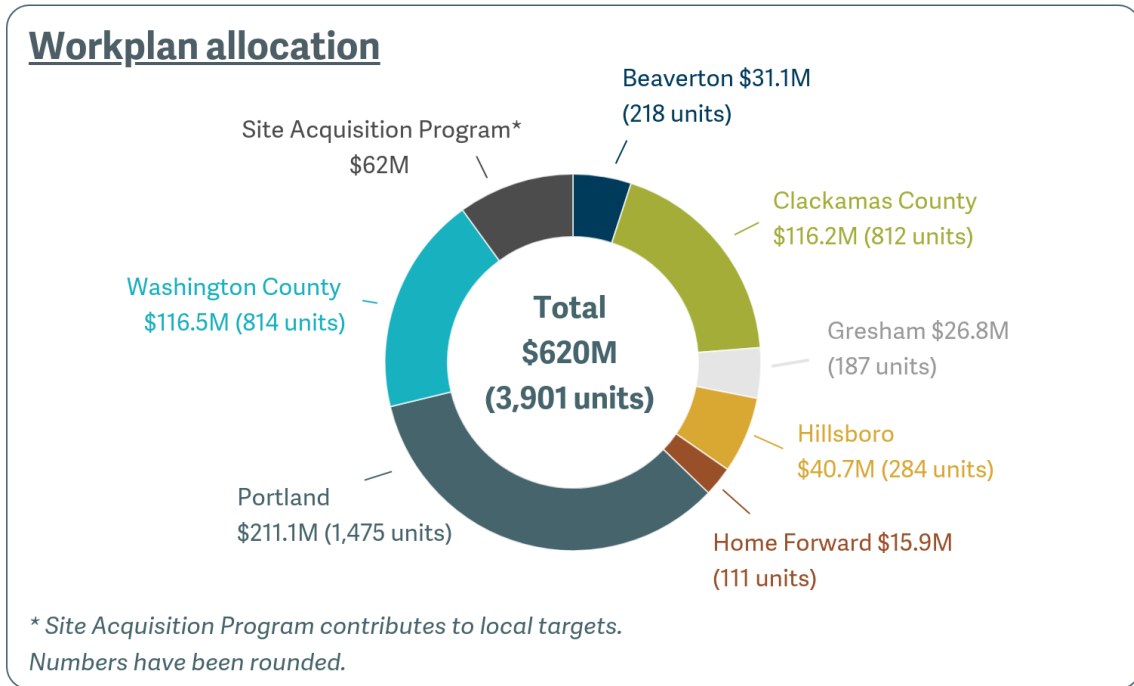 Workplan allocation
Beaverton $31.1M
(218 units)
Site Acquisition Program*
$62M
Clackamas County
$116.2M (812 units)
Washington County
$116.5M (814 units)
Total
$620M
(3,901 units)
Gresham $26.8M
(187 units)
Hillsboro
$40.7M (284 units)
Portland
$211.1M (1,475 units)
Home Forward $15.9M
(111 units)
* Site Acquisition Program contributes to local targets.
Numbers have been rounded.